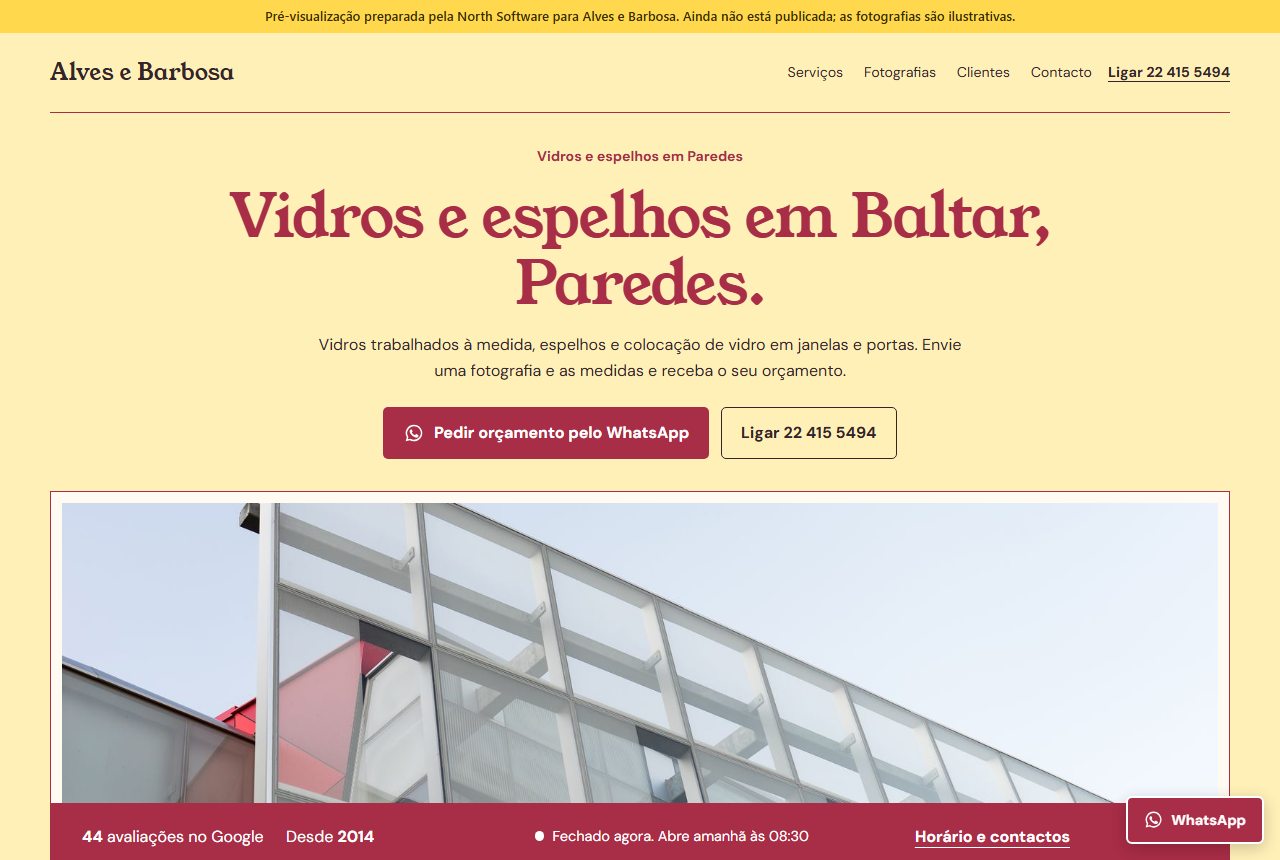 Pré-visualização preparada pela North Software para Alves e Barbosa. Ainda não está publicada; as fotografias são ilustrativas.
Alves e Barbosa
Serviços Fotografias Clientes Contacto Ligar 22 415 5494
Vidros e espelhos em Paredes
Vidros e espelhos em Baltar,
Paredes.
Vidros trabalhados à medida, espelhos e colocação de vidro em janelas e portas. Envie
uma fotografia e as medidas e receba o seu orçamento.
Pedir orçamento pelo WhatsApp Ligar 22 415 5494
44 avaliações no Google Desde 2014 Fechado agora. Abre amanhã às 08:30 Horário e contactos
WhatsApp